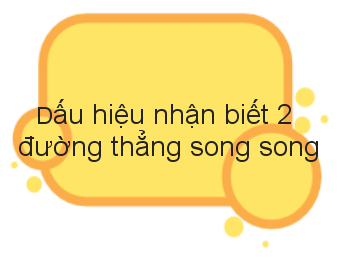 Dấu hiệu nhận biết 2
đường thẳng song song